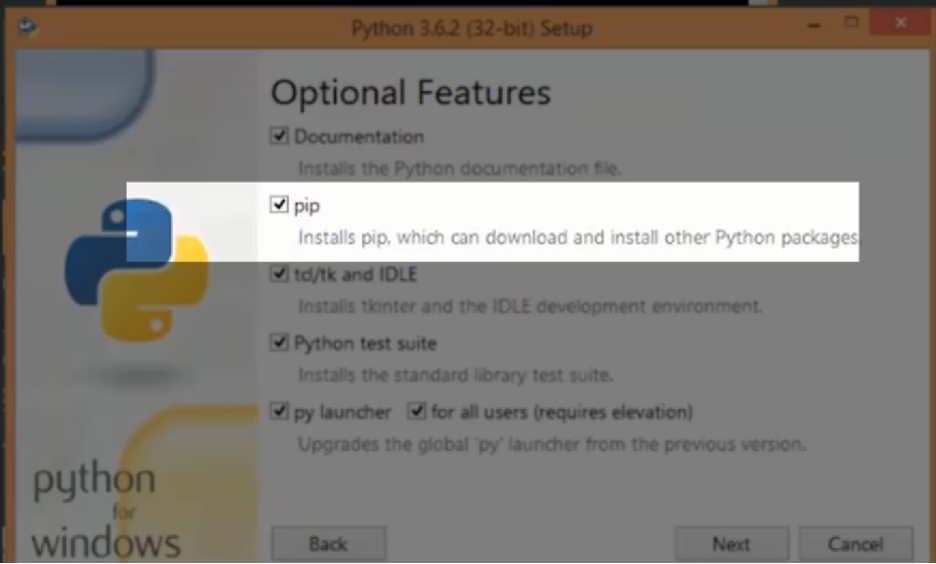 Python 3.6.2 (32-bit) Setup
Optional Features
Documentation
Installs the Python documentation file.
pip
Installs pip, which can download and install other Python packages.
td/tk and IDLE
Installs tkinter and the IDLE development environment.
Python test suite
Installs the standard library test suite.
py launcher for all users (requires elevation)
Upgrades the global 'py' launcher from the previous version.
python
for
windows
Back Next Cancel